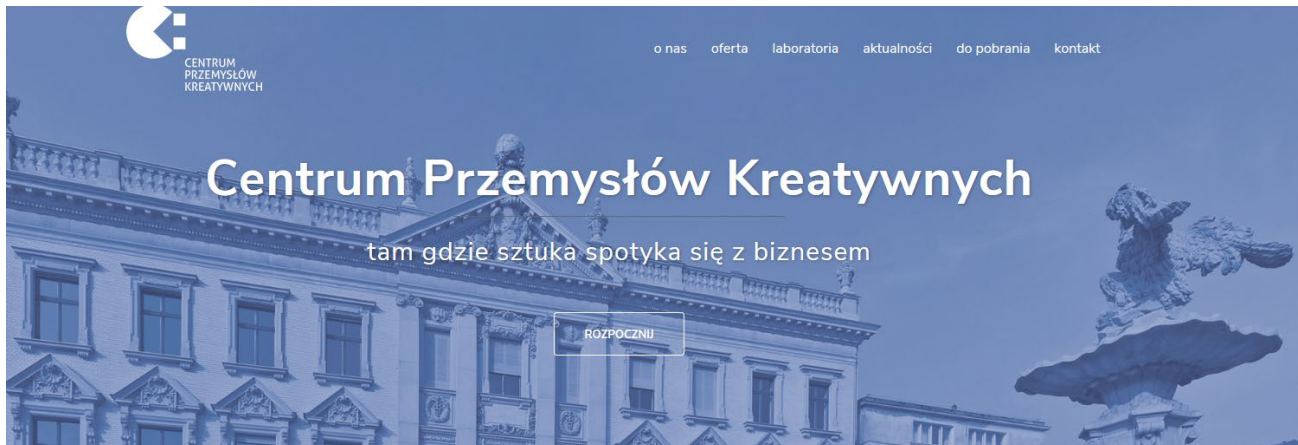 CENTRUM
PRZEMYSŁÓW
KREATYWNYCH
o nas oferta laboratoria aktualności do pobrania kontakt
Centrum Przemysłów Kreatywnych
tam gdzie sztuka spotyka się z biznesem
ROZPOCZNIJ